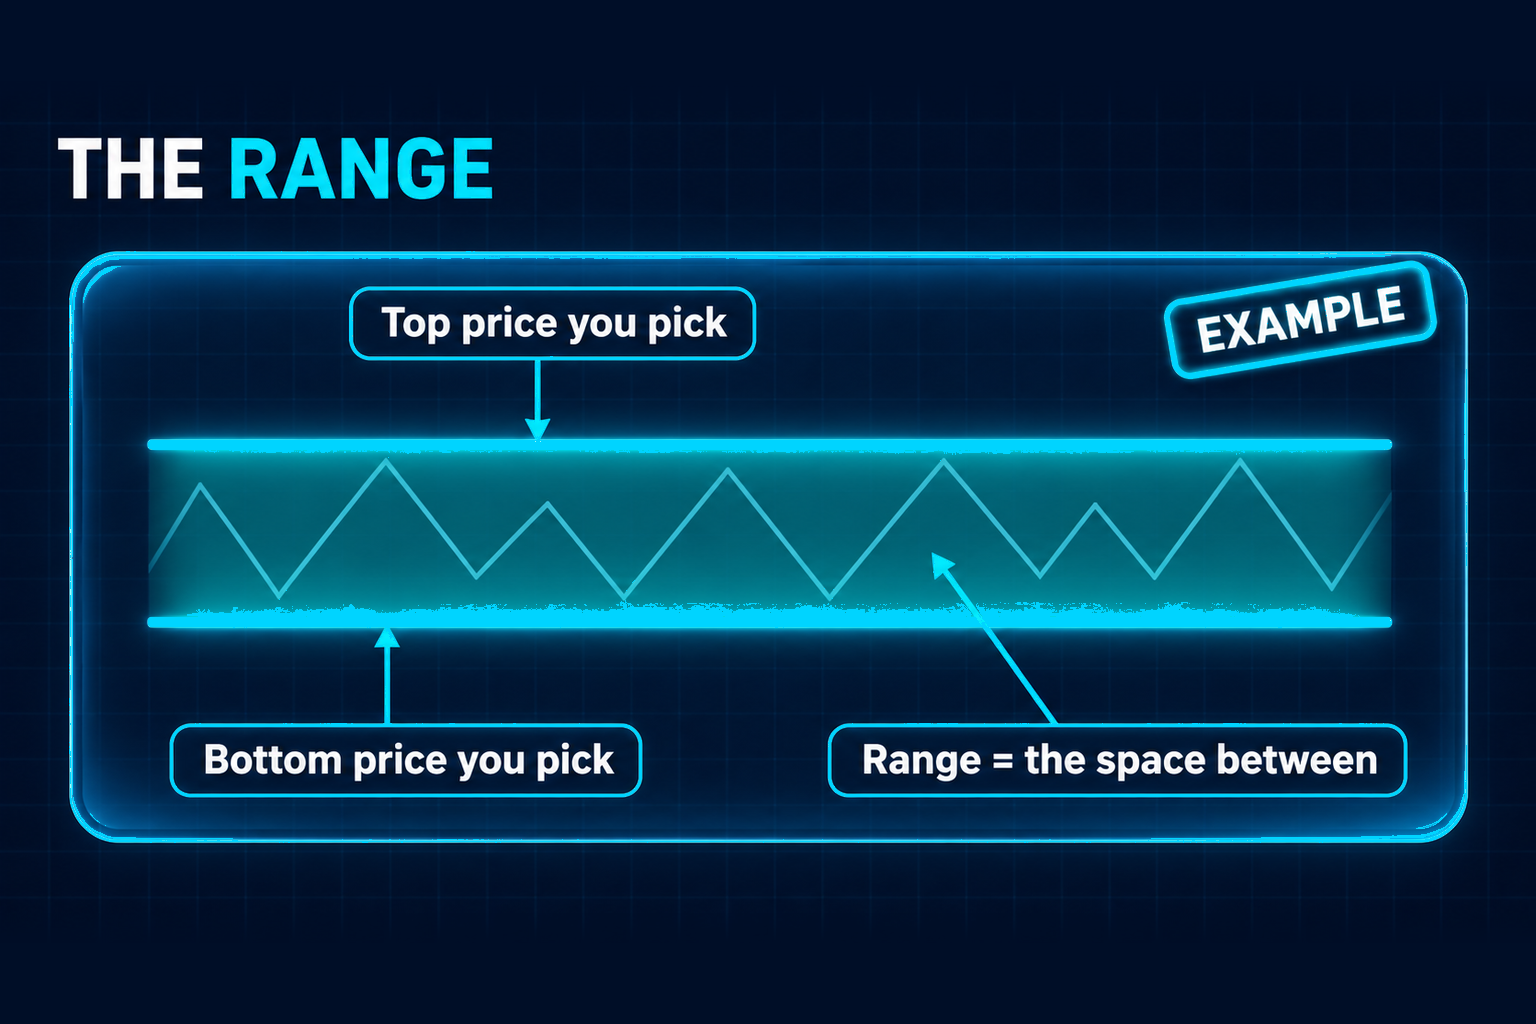 THE RANGE
Top price you pick
EXAMPLE
Bottom price you pick
Range = the space between